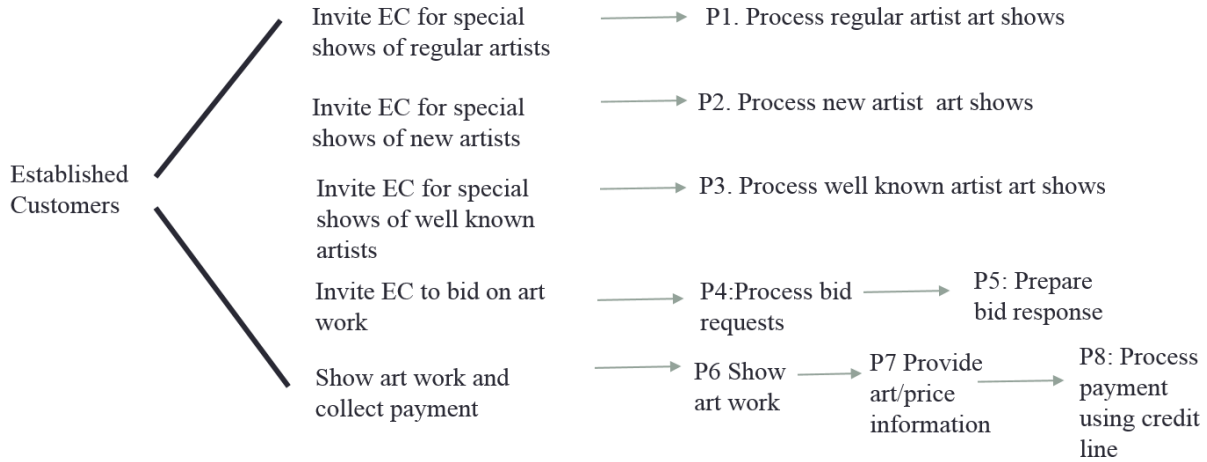 Established
Customers
Invite EC for special
shows of regular artists
P1. Process regular artist art shows
Invite EC for special
shows of new artists
P2. Process new artist art shows
Invite EC for special
shows of well known
artists
P3. Process well known artist art shows
Invite EC to bid on art
work
P4:Process bid
requests
P5: Prepare
bid response
Show art work and
collect payment
P6 Show
art work
P7 Provide
art/price
information
P8: Process
payment
using credit
line